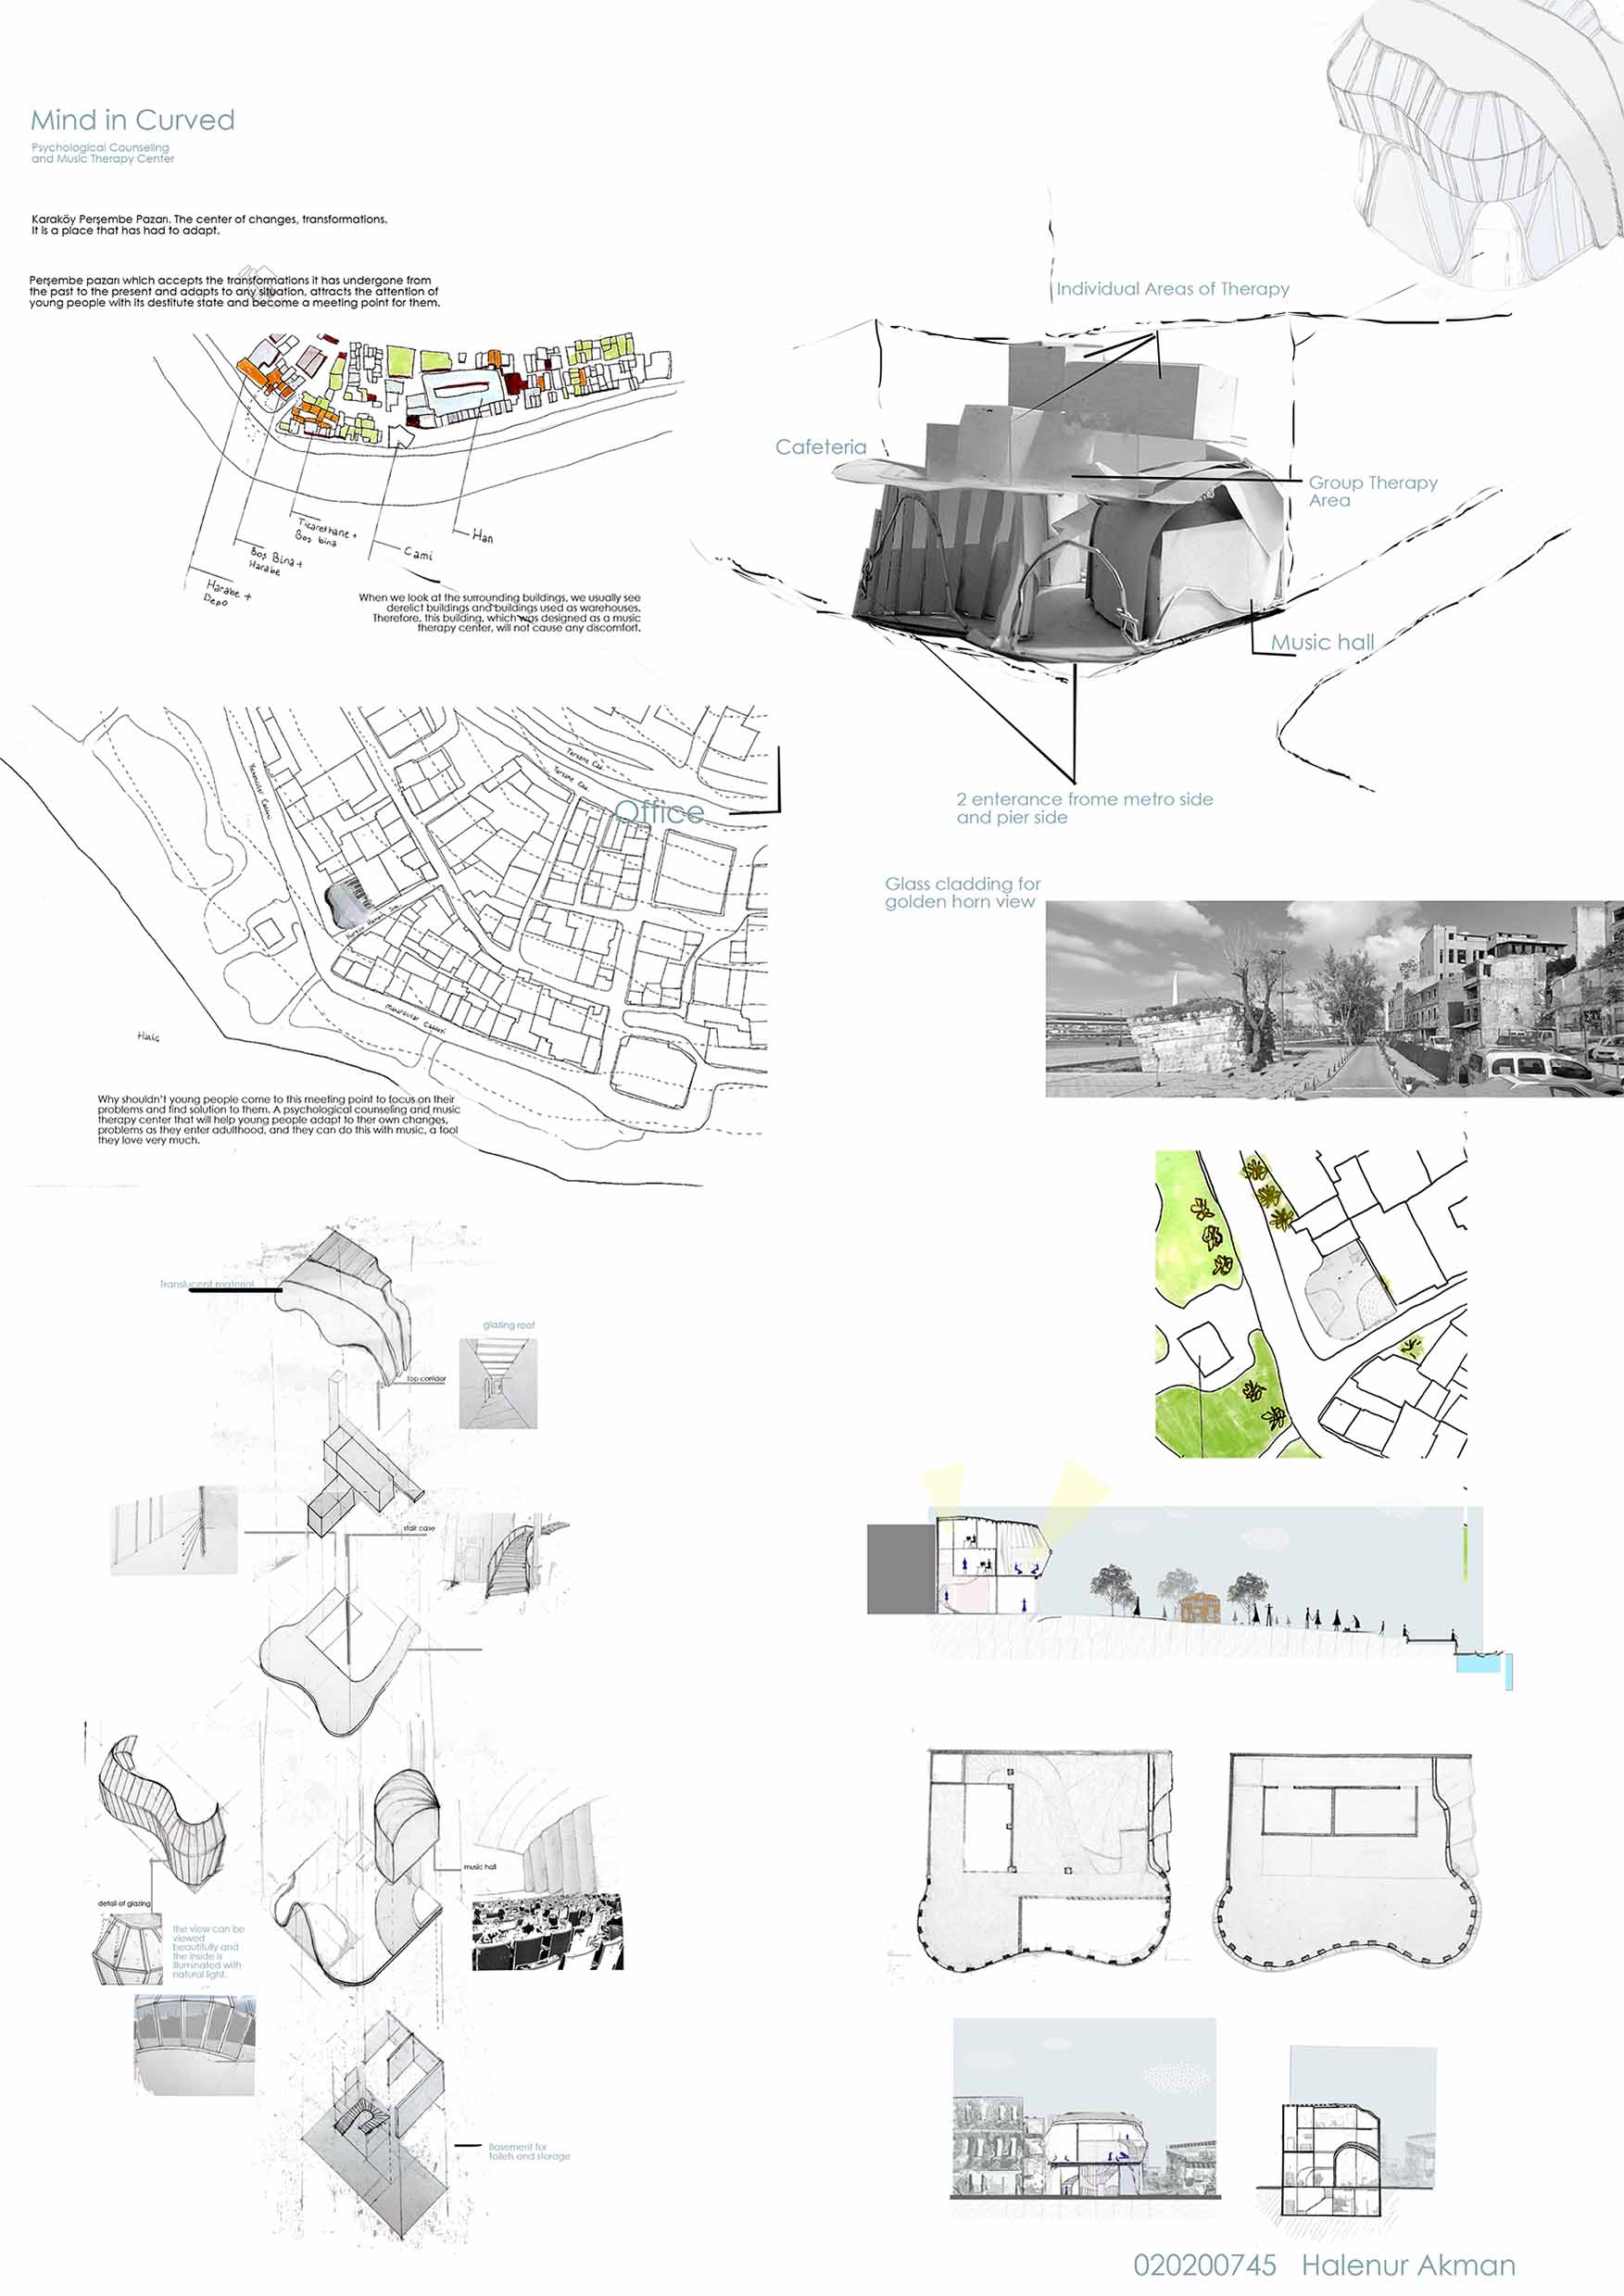 Mind in Curved
Psychological Counseling
and Music Therapy Center
Karaköy Perşembe Pazarı. The center of changes, transformations.
It is a place that has had to adapt.
Perşembe pazarı which accepts the transformations it has undergone from
the past to the present and adapts to any situation, attracts the attention of
young people with its destitute state and become a meeting point for them.
Harabe +
Depo
Boş Bina +
Harabe
Ticarethane +
Boş bina
Cami
Han
When we look at the surrounding buildings, we usually see
derelict buildings and buildings used as warehouses.
Therefore, this building, which was designed as a music
therapy center, will not cause any discomfort.
Individual Areas of Therapy
Cafeteria
Group Therapy
Area
Music hall
2 enterance frome metro side
and pier side
Office
Tersane Cad.
Tersane Cad.
Haliç
Why shouldn't young people come to this meeting point to focus on their
problems and find solution to them. A psychological counseling and music
therapy center that will help young people adapt to ther own changes,
problems as they enter adulthood, and they can do this with music, a tool
they love very much.
Glass cladding for
golden horn view
Translucent material
glazing roof
top corridor
stair case
music hall
detail of glazing
the view can be
viewed
beautifully and
the inside is
illuminated with
natural light.
Basement for
toilets and storage
020200745 Halenur Akman